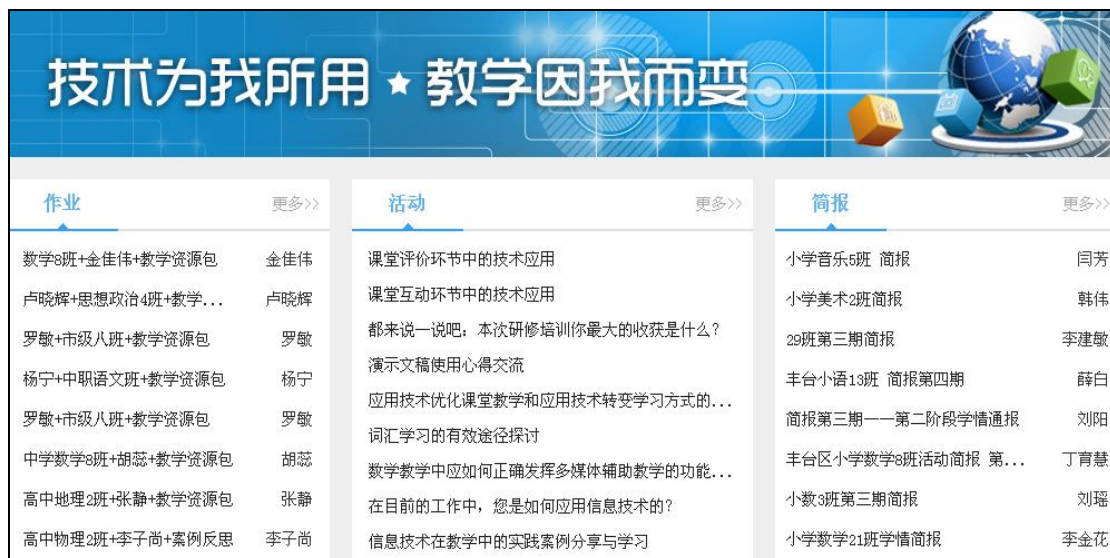 技术为我所用★教学因我而变
作业 更多>>
数学8班+金佳伟+教学资源包 金佳伟
卢晓辉+思想政治4班+教学... 卢晓辉
罗敏+市级八班+教学资源包 罗敏
杨宁+中职语文班+教学资源包 杨宁
罗敏+市级八班+教学资源包 罗敏
中学数学8班+胡蕊+教学资源包 胡蕊
高中地理2班+张静+教学资源包 张静
高中物理2班+李子尚+案例反思 李子尚
活动 更多>>
课堂评价环节中的技术应用
课堂互动环节中的技术应用
都来说一说吧：本次研修培训你最大的收获是什么？
演示文稿使用心得交流
应用技术优化课堂教学和应用技术转变学习方式的...
词汇学习的有效途径探讨
数学教学中应如何正确发挥多媒体辅助教学的功能...
在目前的工作中，您是如何应用信息技术的？
信息技术在教学中的实践案例分享与学习
简报 更多>>
小学音乐5班 简报 闫芳
小学美术2班简报 韩伟
29班第三期简报 李建敏
丰台小语13班 简报第四期 薛白
简报第三期——第二阶段学情通报 刘阳
丰台区小学数学8班活动简报 第... 丁育慧
小数3班第三期简报 刘瑶
小学数学21班学情简报 李金花